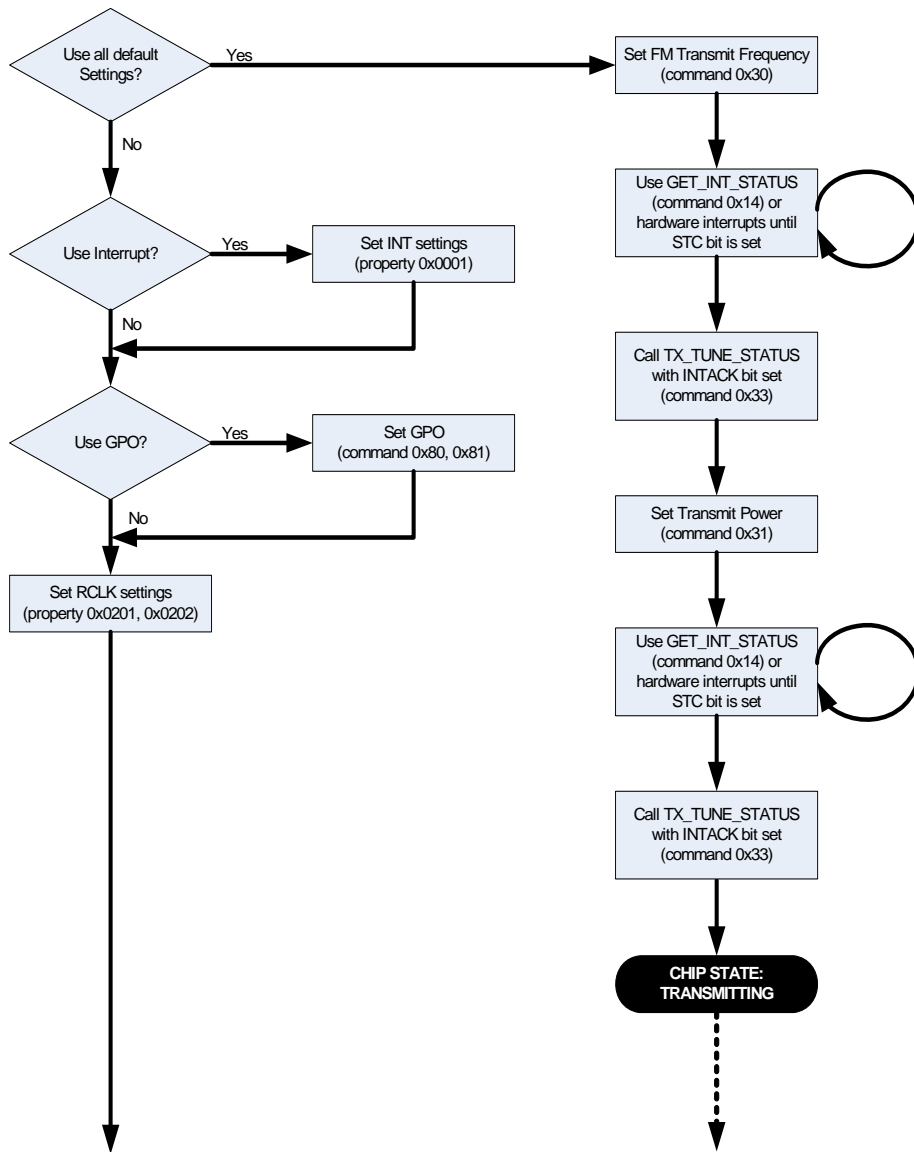 Use all default
Settings?
Yes
No
Set FM Transmit Frequency
(command 0x30)
Use GET_INT_STATUS
(command 0x14) or
hardware interrupts until
STC bit is set
Use Interrupt?
Yes
No
Set INT settings
(property 0x0001)
Call TX_TUNE_STATUS
with INTACK bit set
(command 0x33)
Use GPO?
Yes
No
Set GPO
(command 0x80, 0x81)
Set Transmit Power
(command 0x31)
Set RCLK settings
(property 0x0201, 0x0202)
Use GET_INT_STATUS
(command 0x14) or
hardware interrupts until
STC bit is set
Call TX_TUNE_STATUS
with INTACK bit set
(command 0x33)
CHIP STATE:
TRANSMITTING